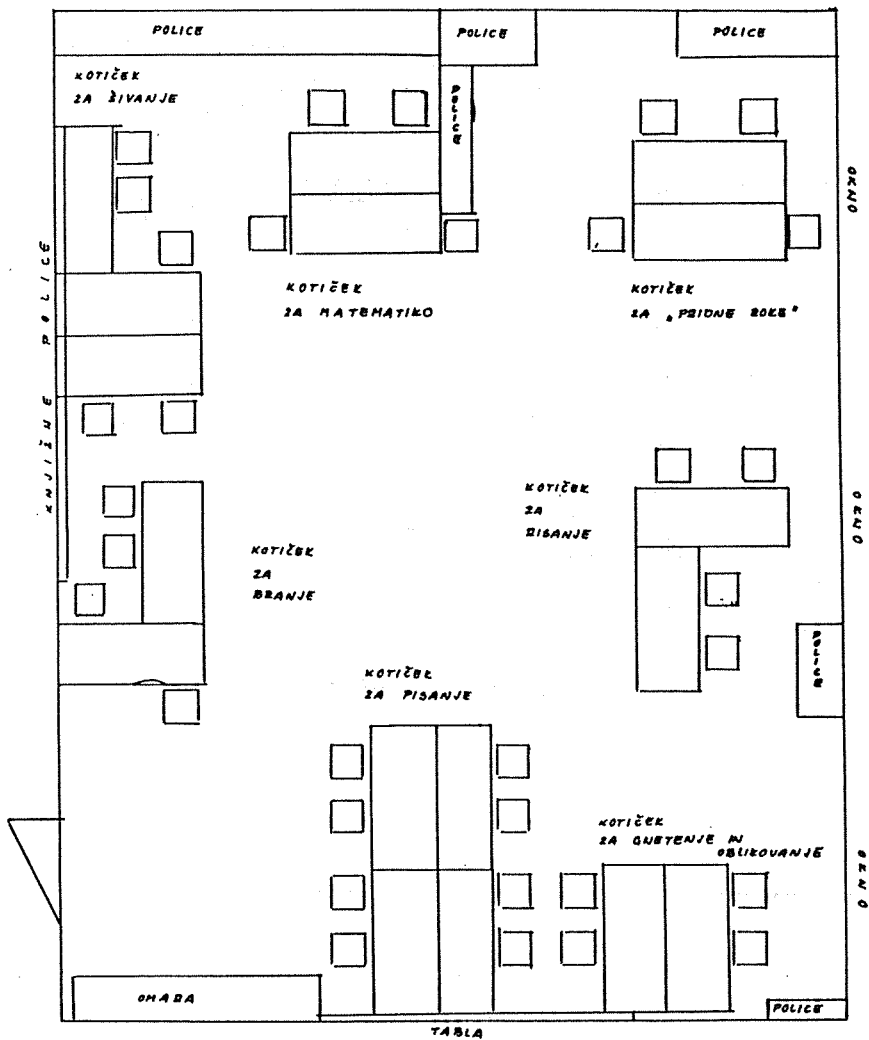 POLICE
POLICE
POLICE
KOTIČEK
ZA ŠIVANJE
POLICE
OKNO
KNJIŽNE POLICE
KOTIČEK
ZA MATEMATIKO
KOTIČEK
ZA „PRIDNE ROKE"
KOTIČEK
ZA
RISANJE
OKNO
KOTIČEK
ZA
BRANJE
POLICE
KOTIČEK
ZA PISANJE
KOTIČEK
ZA GNETENJE IN
OBLIKOVANJE
OKNO
OMARA
POLICE
TABLA